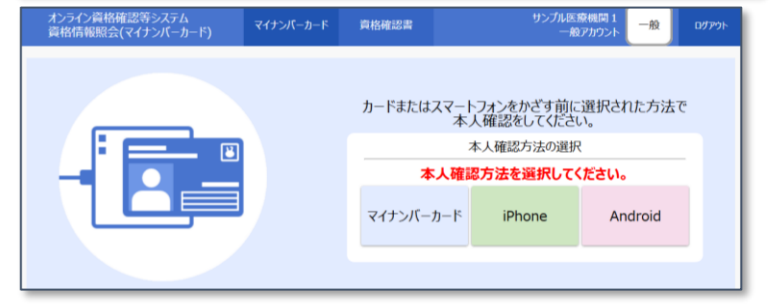 オンライン資格確認等システム
資格情報照会(マイナンバーカード)
マイナンバーカード
資格確認書
サンプル医療機関1
一般アカウント
一般
ログアウト
カードまたはスマートフォンをかざす前に選択された方法で
本人確認をしてください。
本人確認方法の選択
本人確認方法を選択してください。
マイナンバーカード
iPhone
Android